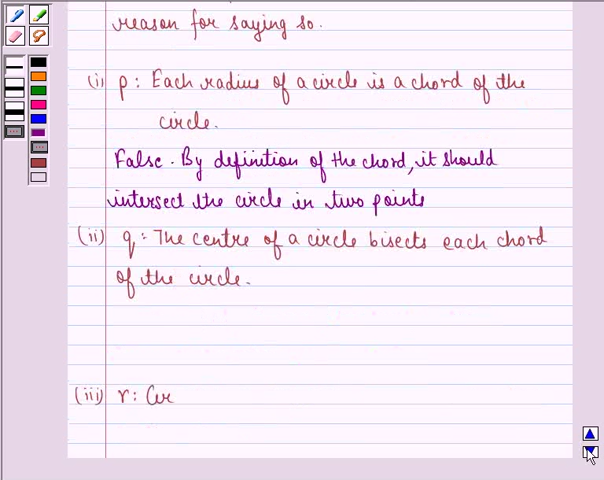 reason for saying so.
(i) p: Each radius of a circle is a chord of the
circle.
False. By definition of the chord, it should
intersect the circle in two points
(ii) q: The centre of a circle bisects each chord
of the circle.
(iii) r: Cir